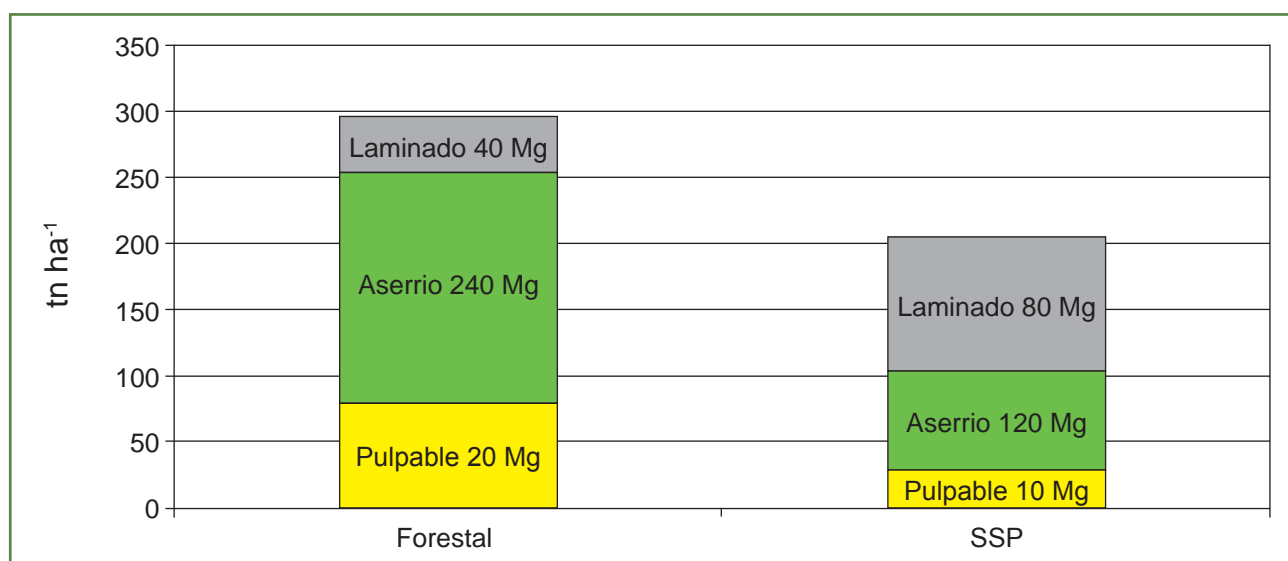 350
300
250
200
150
100
50
0
tn ha-1
Laminado 40 Mg
Aserrio 240 Mg
Pulpable 20 Mg
Laminado 80 Mg
Aserrio 120 Mg
Pulpable 10 Mg
Forestal
SSP